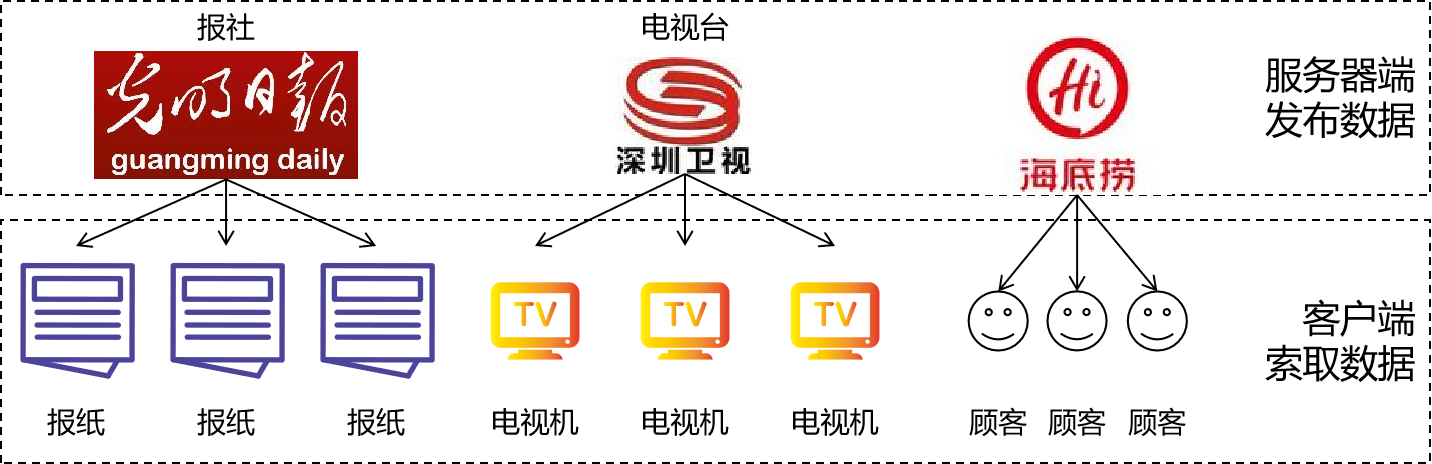 报社
电视台
光明日报
guangming daily
深圳卫视
Hi
海底捞
服务器端
发布数据
TV
TV
TV
客户端
索取数据
报纸
报纸
报纸
电视机
电视机
电视机
顾客
顾客
顾客